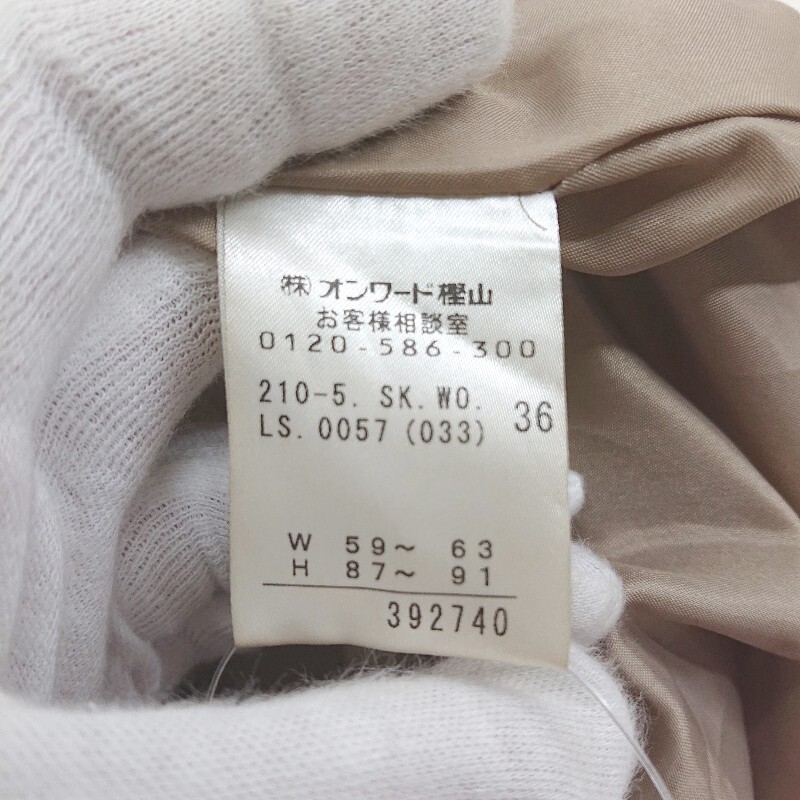 ㈱オンワード樫山
お客様相談室
0120-586-300
210-5. SK. WO. 36
LS. 0057 (033)
W 59〜 63
H 87〜 91
392740